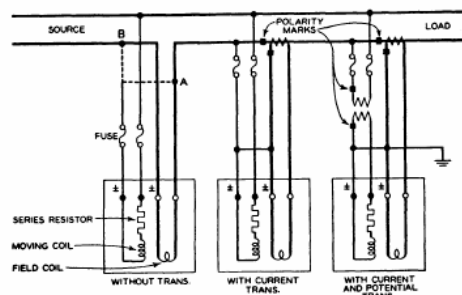 SOURCE
POLARITY
MARKS
LOAD
B
A
FUSE
±
±
±
±
±
±
SERIES RESISTOR
MOVING COIL
FIELD COIL
WITHOUT TRANS.
WITH CURRENT
TRANS.
WITH CURRENT
AND POTENTIAL
TRANS.